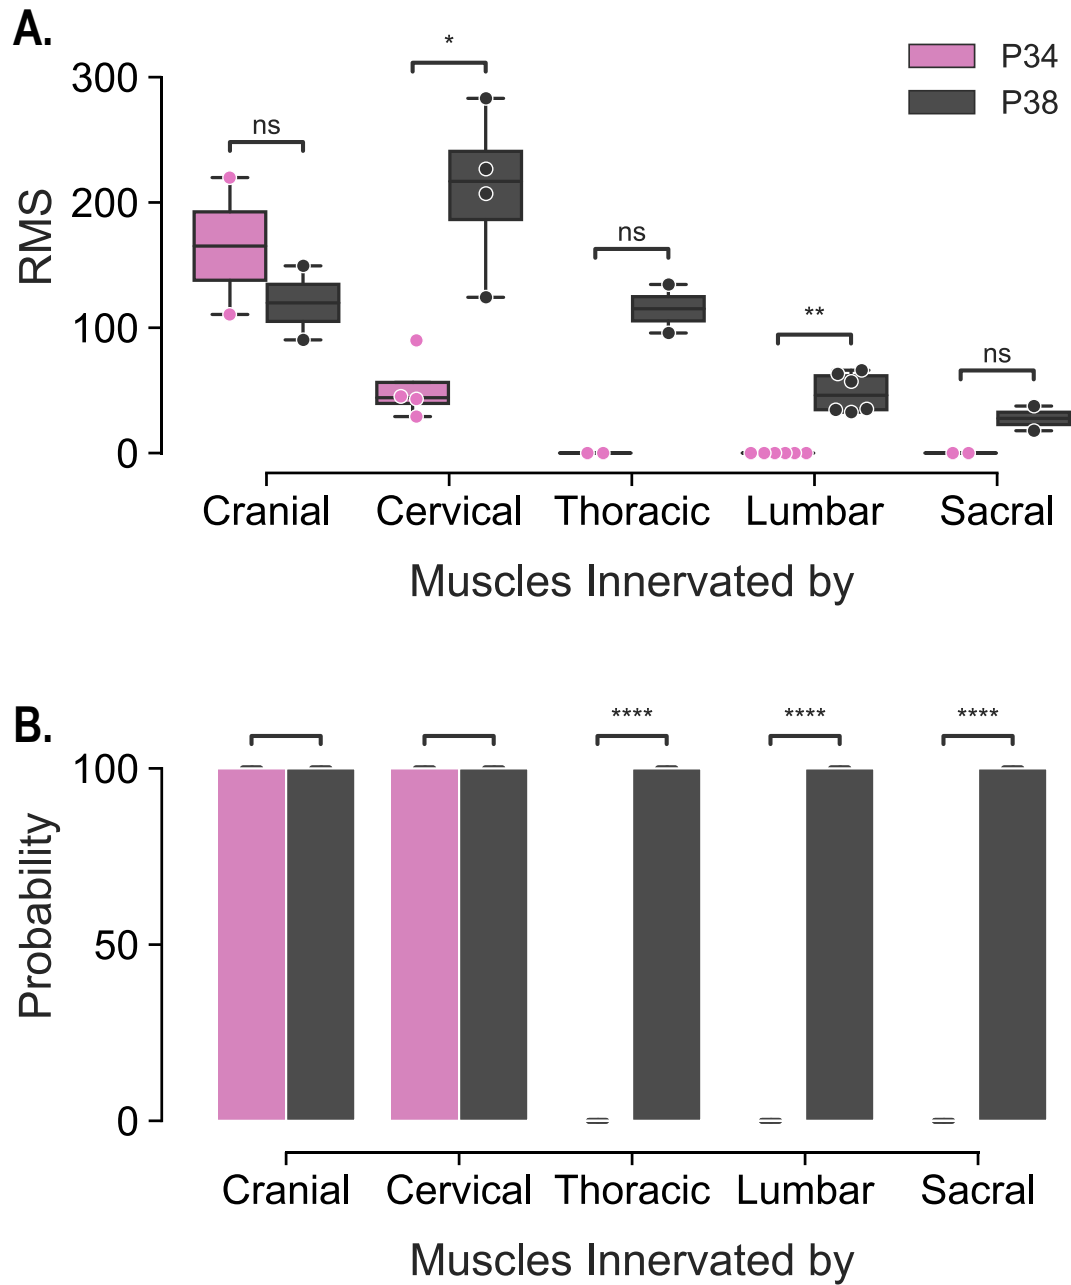 A.
*
P34
300
P38
ns
200
ns
RMS
100
**
ns
0
Cranial Cervical Thoracic Lumbar Sacral
Muscles Innervated by
B.
**** **** ****
100
Probability
50
0
Cranial Cervical Thoracic Lumbar Sacral
Muscles Innervated by